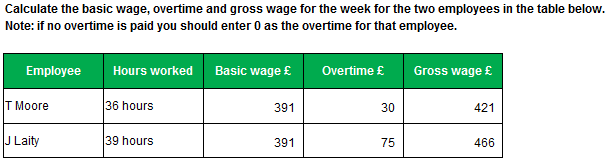 Calculate the basic wage, overtime and gross wage for the week for the two employees in the table below.
Note: if no overtime is paid you should enter 0 as the overtime for that employee.
Employee Hours worked Basic wage £ Overtime £ Gross wage £
T Moore 36 hours 391 30 421
J Laity 39 hours 391 75 466